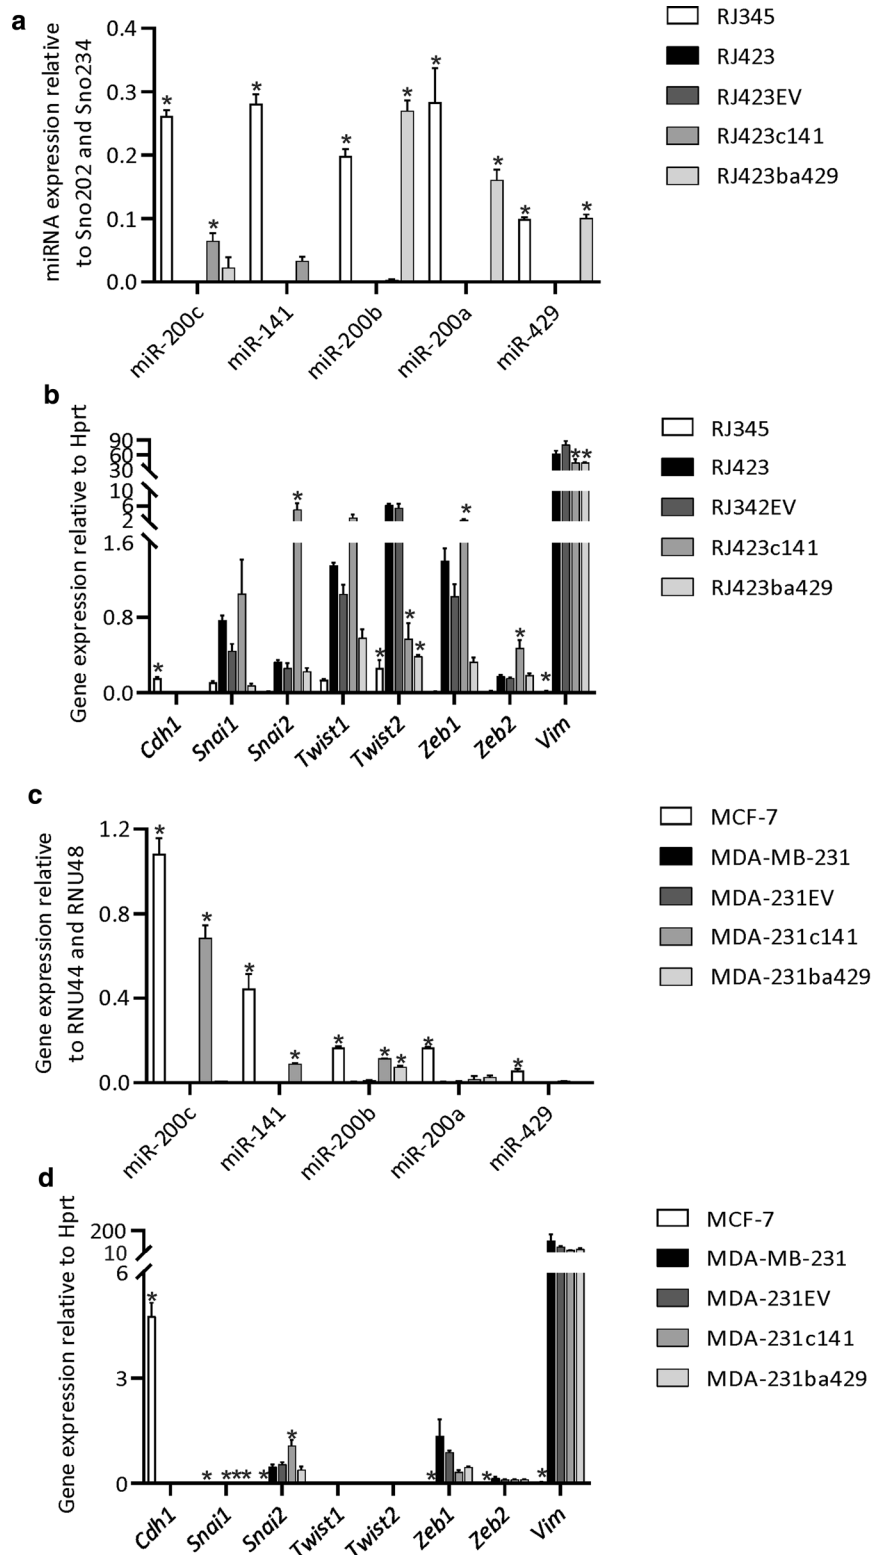 a
miRNA expression relative
to Sno202 and Sno234
0.4
0.3
0.2
0.1
0.0
* * * * * * * * *
miR-200c
miR-141
miR-200b
miR-200a
miR-429
RJ345
RJ423
RJ423EV
RJ423c141
RJ423ba429
b
Gene expression relative to Hprt
90
60
30
10
6
2
1.6
0.8
0.0
* * * * * * * * **
Cdh1
Snai1
Snai2
Twist1
Twist2
Zeb1
Zeb2
Vim
RJ345
RJ423
RJ342EV
RJ423c141
RJ423ba429
c
Gene expression relative
to RNU44 and RNU48
1.2
0.8
0.4
0.0
* * * * * * * * *
miR-200c
miR-141
miR-200b
miR-200a
miR-429
MCF-7
MDA-MB-231
MDA-231EV
MDA-231c141
MDA-231ba429
d
Gene expression relative to Hprt
200
10
6
3
0
* * *** * * * * *
Cdh1
Snai1
Snai2
Twist1
Twist2
Zeb1
Zeb2
Vim
MCF-7
MDA-MB-231
MDA-231EV
MDA-231c141
MDA-231ba429